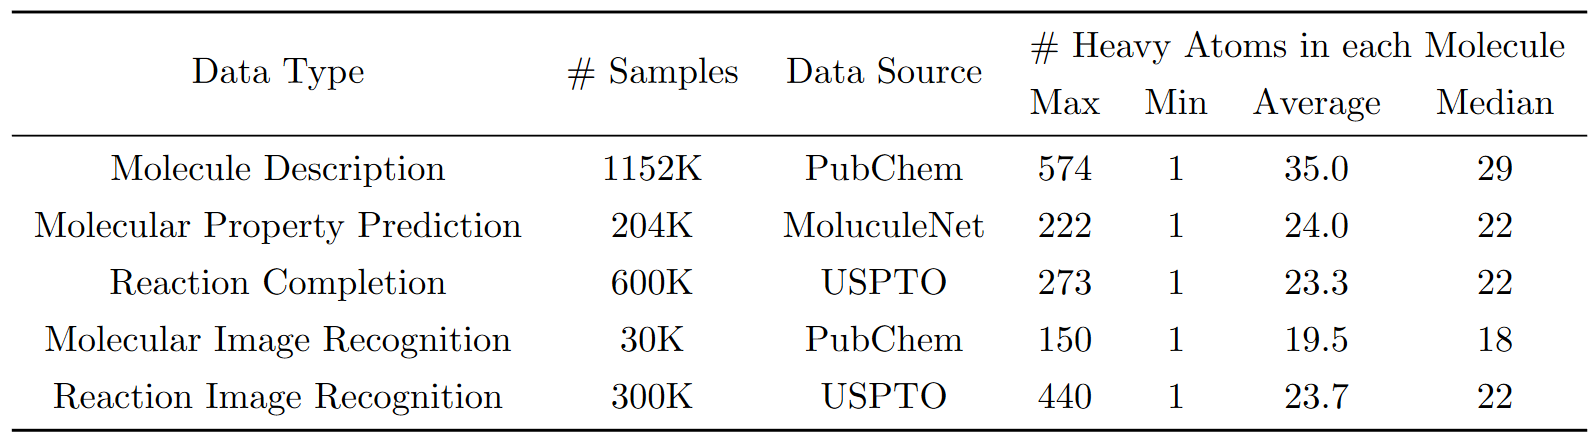 Data Type # Samples Data Source # Heavy Atoms in each Molecule
Max Min Average Median
Molecule Description 1152K PubChem 574 1 35.0 29
Molecular Property Prediction 204K MoluculeNet 222 1 24.0 22
Reaction Completion 600K USPTO 273 1 23.3 22
Molecular Image Recognition 30K PubChem 150 1 19.5 18
Reaction Image Recognition 300K USPTO 440 1 23.7 22